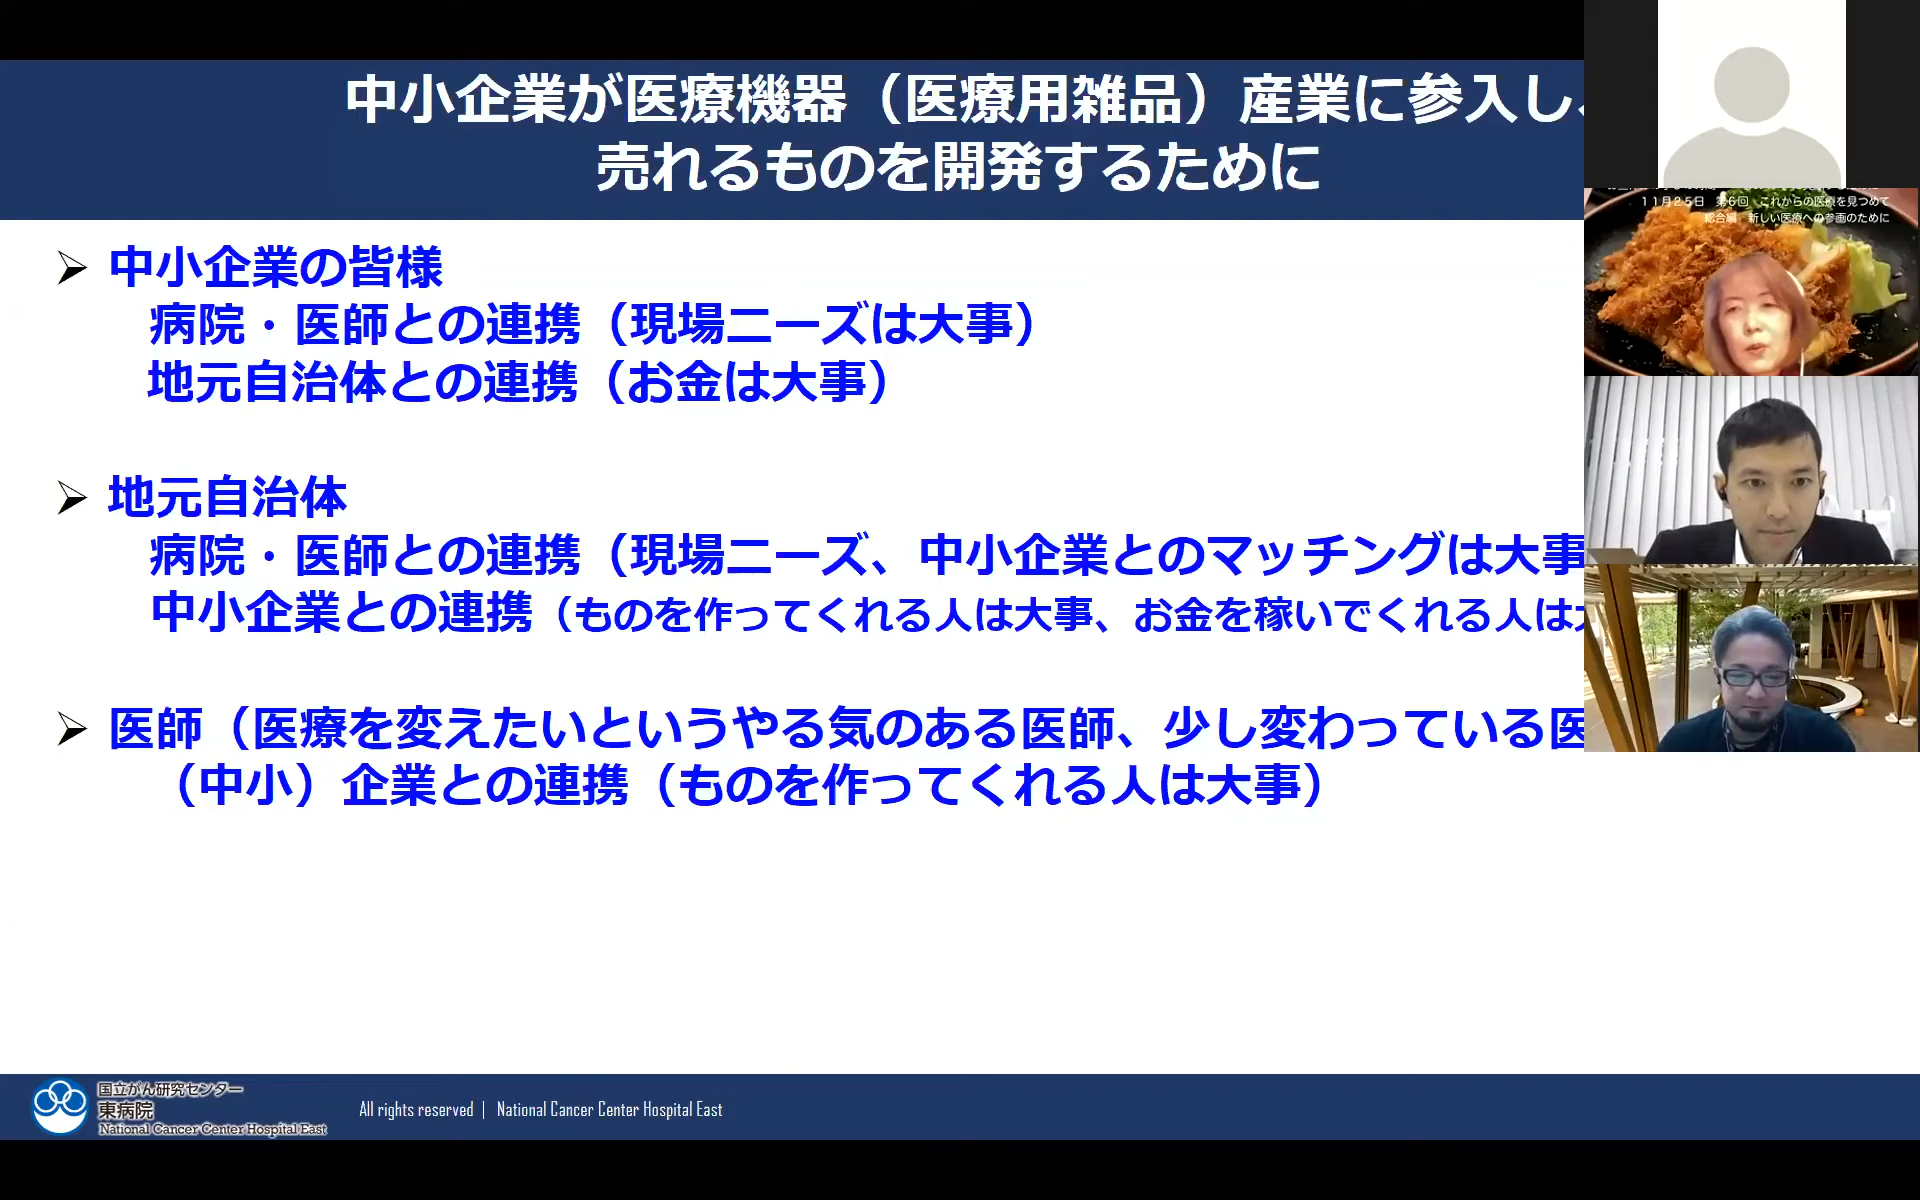 中小企業が医療機器（医療用雑品）産業に参入し、
売れるものを開発するために
➢ 中小企業の皆様
病院・医師との連携（現場ニーズは大事）
地元自治体との連携（お金は大事）
➢ 地元自治体
病院・医師との連携（現場ニーズ、中小企業とのマッチングは大事
中小企業との連携（ものを作ってくれる人は大事、お金を稼いでくれる人は
➢ 医師（医療を変えたいというやる気のある医師、少し変わっている医
（中小）企業との連携（ものを作ってくれる人は大事）
11月25日 第6回 これからの医療を見つめて
総合編 新しい医療への参画のために
国立がん研究センター
東病院
National Cancer Center Hospital East
All rights reserved | National Cancer Center Hospital East